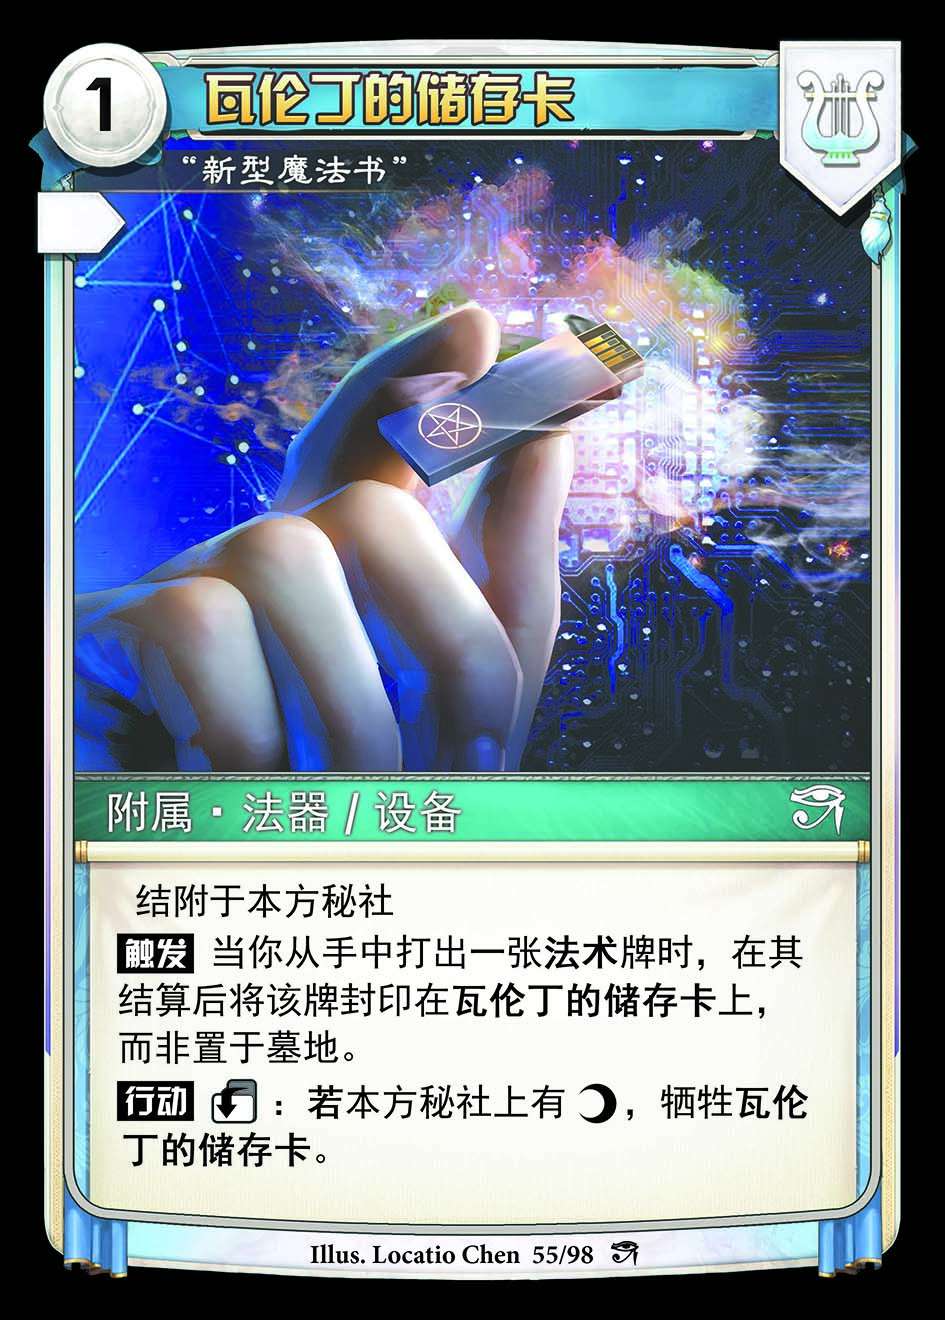 1
瓦伦丁的储存卡
“新型魔法书”
附属·法器/设备
结附于本方秘社
触发 当你从手中打出一张法术牌时，在其
结算后将该牌封印在瓦伦丁的储存卡上，
而非置于墓地。
行动 ：若本方秘社上有，牺牲瓦伦
丁的储存卡。
Illus. Locatio Chen 55/98